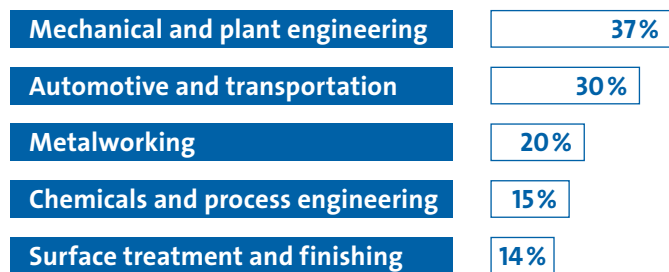 Mechanical and plant engineering 37%
Automotive and transportation 30%
Metalworking 20%
Chemicals and process engineering 15%
Surface treatment and finishing 14%